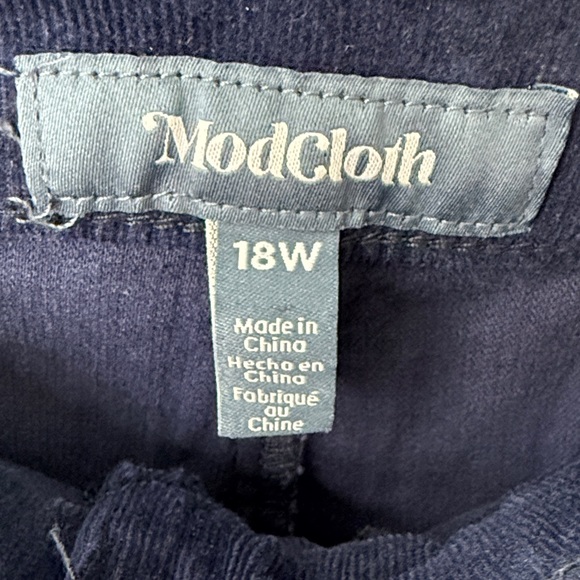 ModCloth
18W
Made in
China
Hecho en
China
Fabriqué
au
Chine